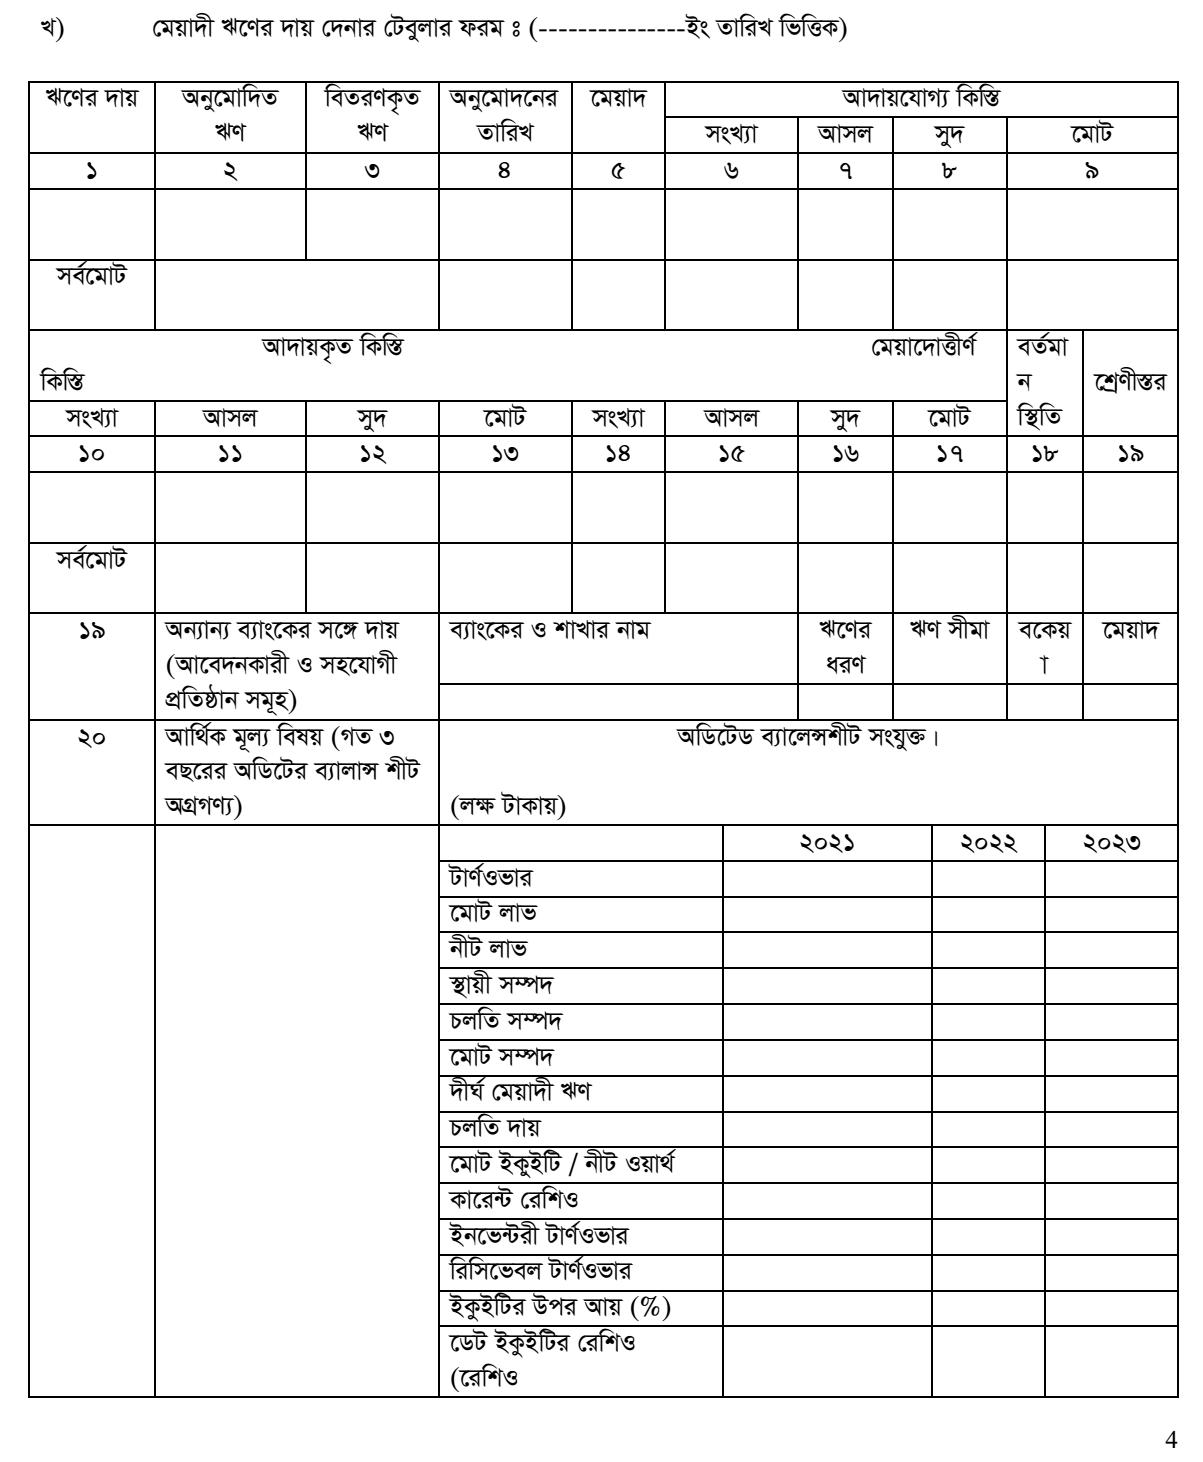 খ) মেয়াদী ঋণের দায় দেনার টেবুলার ফরম ঃ (---------------ইং তারিখ ভিত্তিক)
ঋণের দায় অনুমোদিত বিতরণকৃত অনুমোদনের মেয়াদ আদায়যোগ্য কিস্তি
ঋণ ঋণ তারিখ সংখ্যা আসল সুদ মোট
১ ২ ৩ ৪ ৫ ৬ ৭ ৮ ৯
সর্বমোট
আদায়কৃত কিস্তি মেয়াদোত্তীর্ণ বর্তমা
কিস্তি ন শ্রেণীস্তর
সংখ্যা আসল সুদ মোট সংখ্যা আসল সুদ মোট স্থিতি
১০ ১১ ১২ ১৩ ১৪ ১৫ ১৬ ১৭ ১৮ ১৯
সর্বমোট
১৯ অন্যান্য ব্যাংকের সঙ্গে দায় ব্যাংকের ও শাখার নাম ঋণের ঋণ সীমা বকেয় মেয়াদ
(আবেদনকারী ও সহযোগী ধরণ া
প্রতিষ্ঠান সমূহ)
২০ আর্থিক মূল্য বিষয় (গত ৩ অডিটেড ব্যালেন্সশীট সংযুক্ত।
বছরের অডিটের ব্যালান্স শীট
অগ্রগণ্য) (লক্ষ টাকায়)
২০২১ ২০২২ ২০২৩
টার্ণওভার
মোট লাভ
নীট লাভ
স্থায়ী সম্পদ
চলতি সম্পদ
মোট সম্পদ
দীর্ঘ মেয়াদী ঋণ
চলতি দায়
মোট ইকুইটি / নীট ওয়ার্থ
কারেন্ট রেশিও
ইনভেন্টরী টার্ণওভার
রিসিভেবল টার্ণওভার
ইকুইটির উপর আয় (%)
ডেট ইকুইটির রেশিও
(রেশিও
4